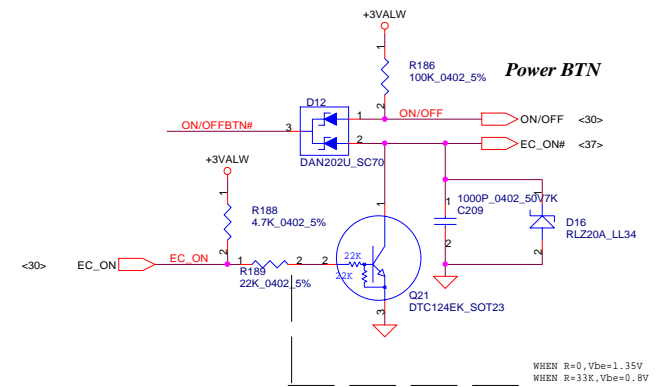 +3VALW
1
R186
100K_0402_5%
Power BTN
2
D12
ON/OFFBTN#
3
1
ON/OFF
ON/OFF <30>
2
EC_ON# <37>
DAN202U_SC70
+3VALW
1
R188
4.7K_0402_5%
2
1
1000P_0402_50V7K
C209
2
1
D16
RLZ20A_LL34
2
1
<30> EC_ON
EC_ON
1
R189
22K_0402_5%
2
2
22K
22K
Q21
DTC124EK_SOT23
3
WHEN R=0,Vbe=1.35V
WHEN R=33K,Vbe=0.8V